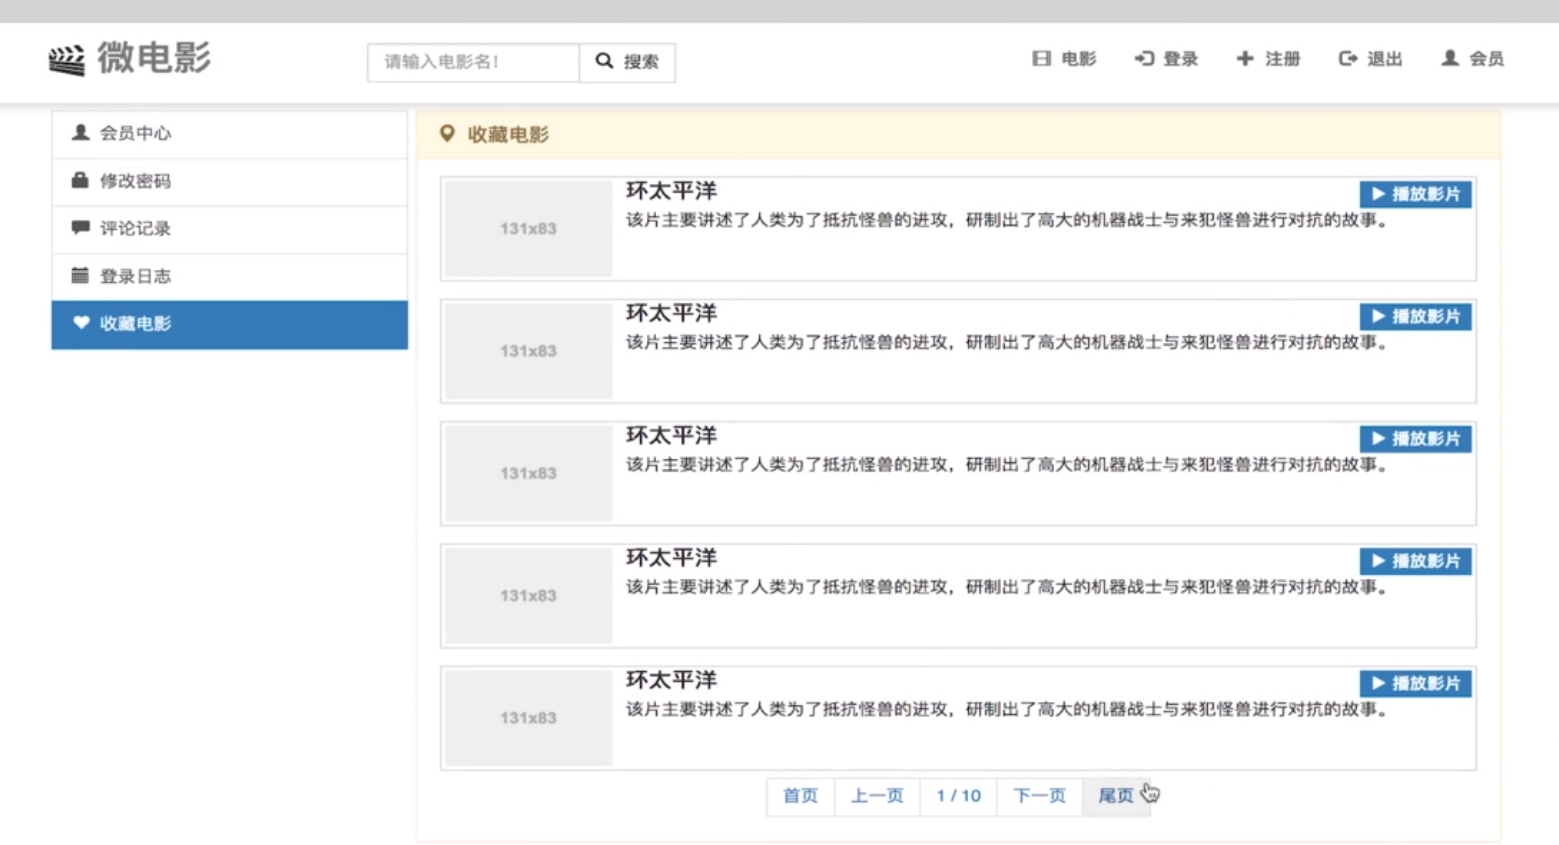 微电影
请输入电影名！
搜索
电影 登录 注册 退出 会员
会员中心
修改密码
评论记录
登录日志
收藏电影
收藏电影
131x83
环太平洋
播放影片
该片主要讲述了人类为了抵抗怪兽的进攻，研制出了高大的机器战士与来犯怪兽进行对抗的故事。
131x83
环太平洋
播放影片
该片主要讲述了人类为了抵抗怪兽的进攻，研制出了高大的机器战士与来犯怪兽进行对抗的故事。
131x83
环太平洋
播放影片
该片主要讲述了人类为了抵抗怪兽的进攻，研制出了高大的机器战士与来犯怪兽进行对抗的故事。
131x83
环太平洋
播放影片
该片主要讲述了人类为了抵抗怪兽的进攻，研制出了高大的机器战士与来犯怪兽进行对抗的故事。
131x83
环太平洋
播放影片
该片主要讲述了人类为了抵抗怪兽的进攻，研制出了高大的机器战士与来犯怪兽进行对抗的故事。
首页 上一页 1 / 10 下一页 尾页